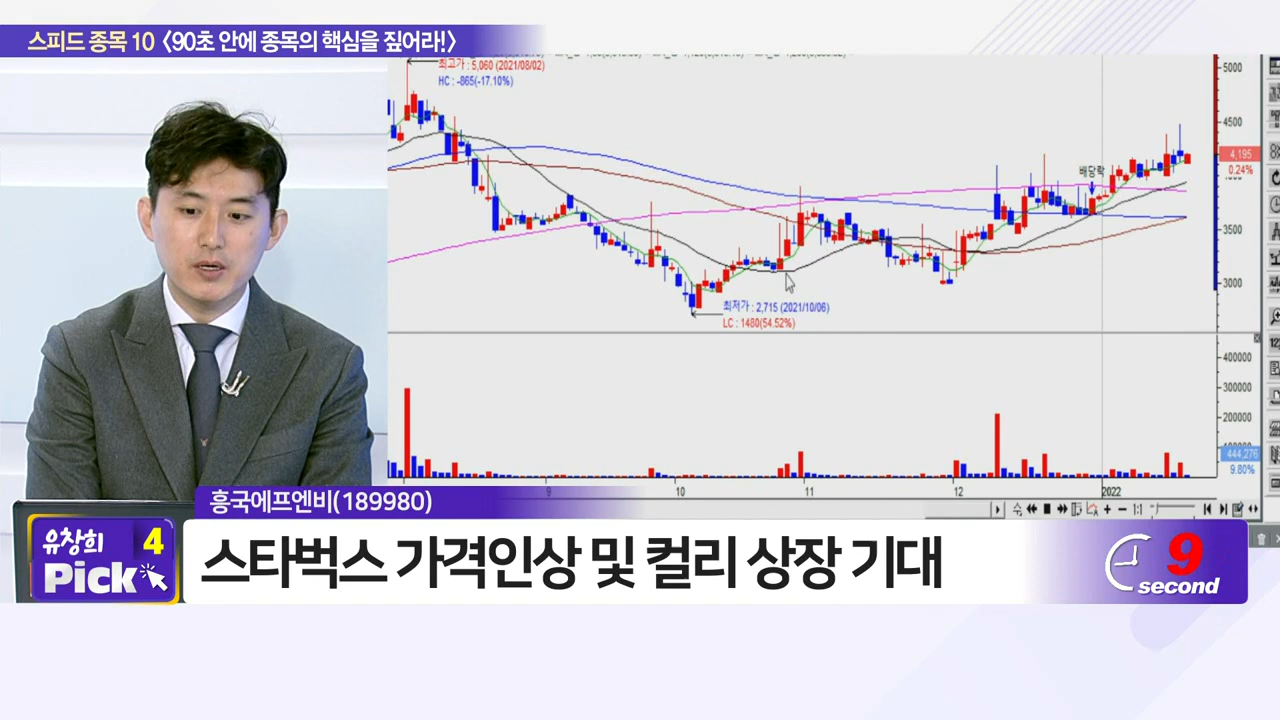 스피드 종목 10 〈90초 안에 종목의 핵심을 짚어라!〉
최고가 : 5,060 (2021/08/02)
HC : -865(-17.10%)
5000
4500
4,195
0.24%
배당락
3500
3000
최저가 : 2,715 (2021/10/06)
LC : 1480(54.52%)
400000
300000
200000
444,276
9.80%
9
10
11
12
2022
1:1
흥국에프엔비(189980)
유창희 4
Pick
스타벅스 가격인상 및 컬리 상장 기대
9
second